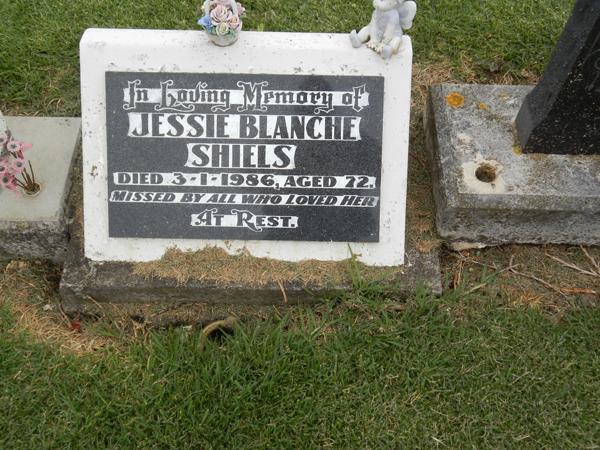 In Loving Memory of
JESSIE BLANCHE
SHIELS
DIED 3-1-1986, AGED 72.
MISSED BY ALL WHO LOVED HER
AT REST.